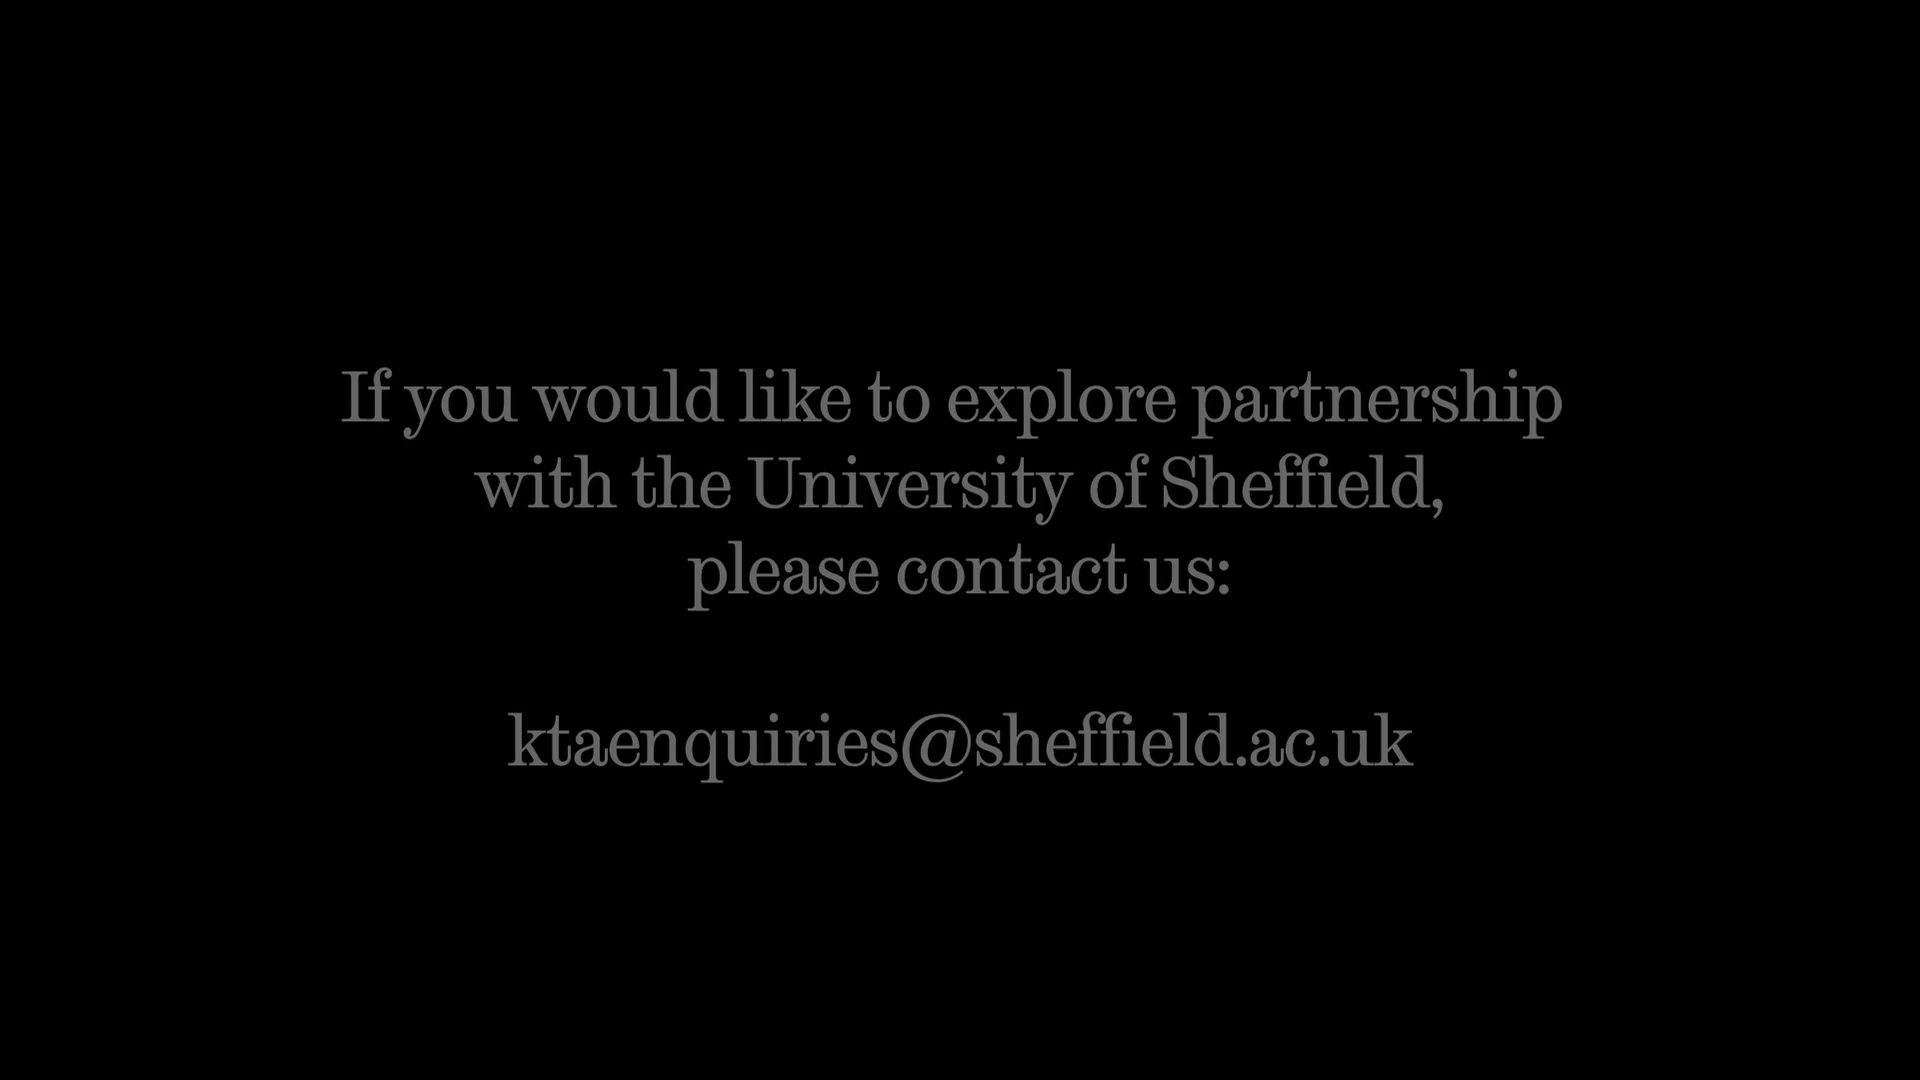 If you would like to explore partnership
with the University of Sheffield,
please contact us:
ktaenquiries@sheffield.ac.uk